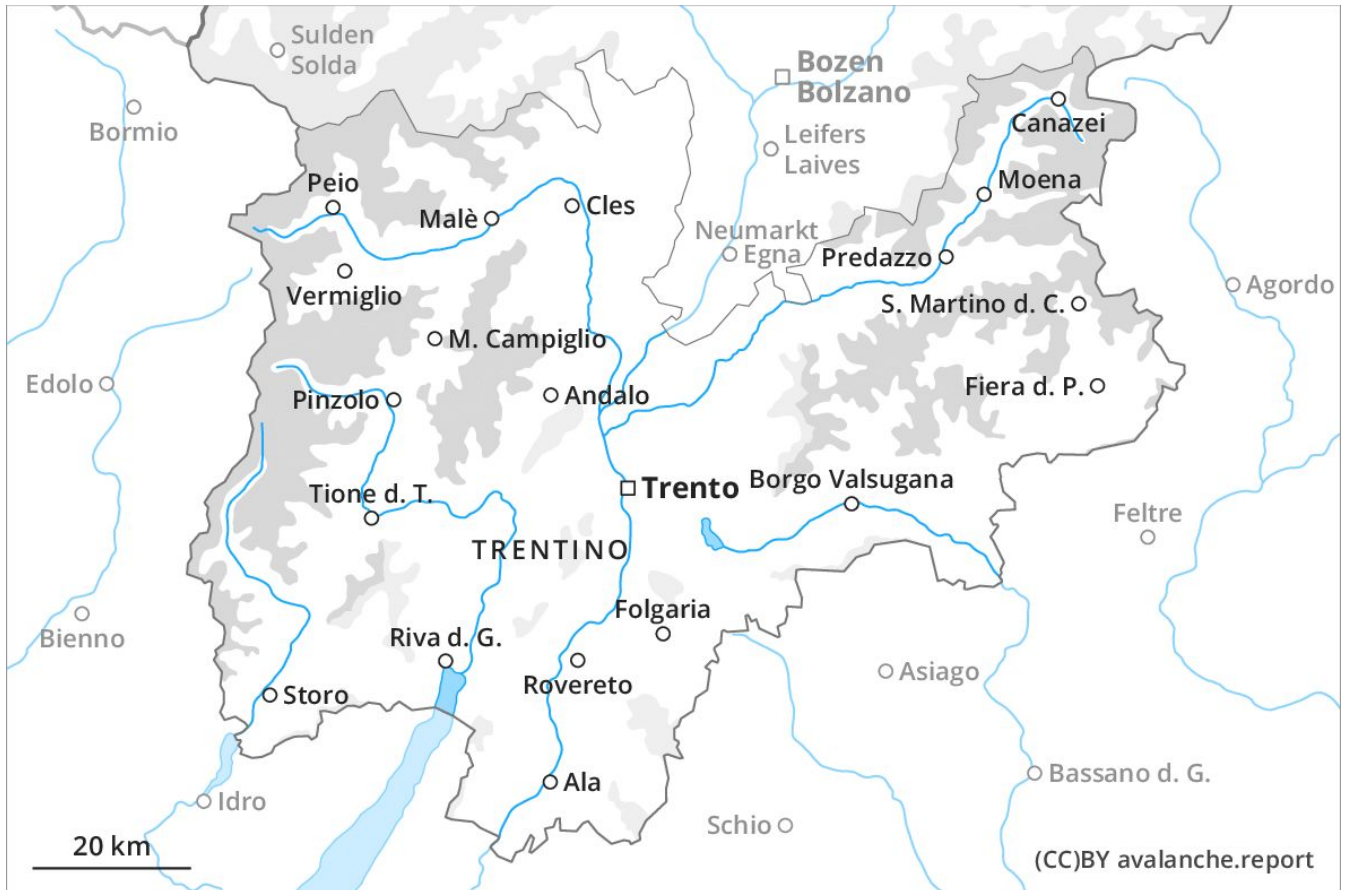 Sulden
Solda
Bozen
Bolzano
Bormio
Canazei
Leifers
Laives
Peio
Moena
Malè
Cles
Neumarkt
Egna
Predazzo
Vermiglio
S. Martino d. C.
Agordo
M. Campiglio
Edolo
Pinzolo
Andalo
Fiera d. P.
Trento
Borgo Valsugana
Tione d. T.
Feltre
TRENTINO
Folgaria
Bienno
Riva d. G.
Asiago
Rovereto
Storo
Bassano d. G.
Ala
Idro
Schio
20 km
(CC)BY avalanche.report